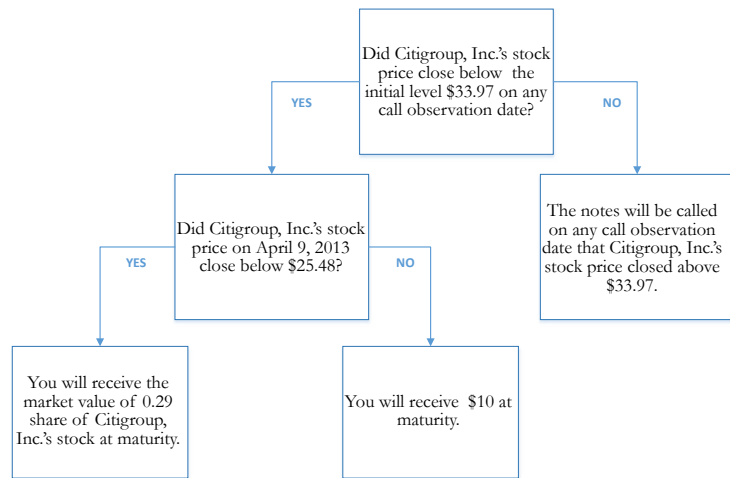 Did Citigroup, Inc.'s stock
price close below the
initial level $33.97 on any
call observation date?
YES
NO
Did Citigroup, Inc.'s stock
price on April 9, 2013
close below $25.48?
The notes will be called
on any call observation
date that Citigroup, Inc.'s
stock price closed above
$33.97.
YES
NO
You will receive the
market value of 0.29
share of Citigroup,
Inc.'s stock at maturity.
You will receive $10 at
maturity.